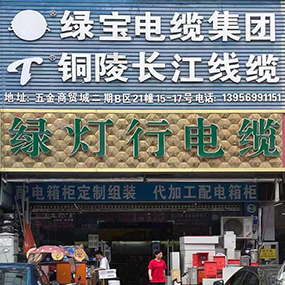 绿宝电缆集团
铜陵长江线缆
地址: 五金商贸城二期B区21幢15-17号电话: 13956991151
绿灯行电缆
配电箱柜定制组装 代加工配电箱柜